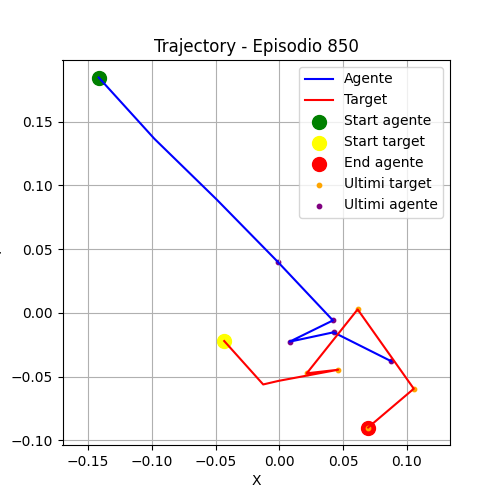 Trajectory - Episodio 850
Agente
Target
Start agente
Start target
End agente
Ultimi target
Ultimi agente
0.15
0.10
0.05
0.00
−0.05
−0.10
−0.15
−0.10
−0.05
0.00
0.05
0.10
X